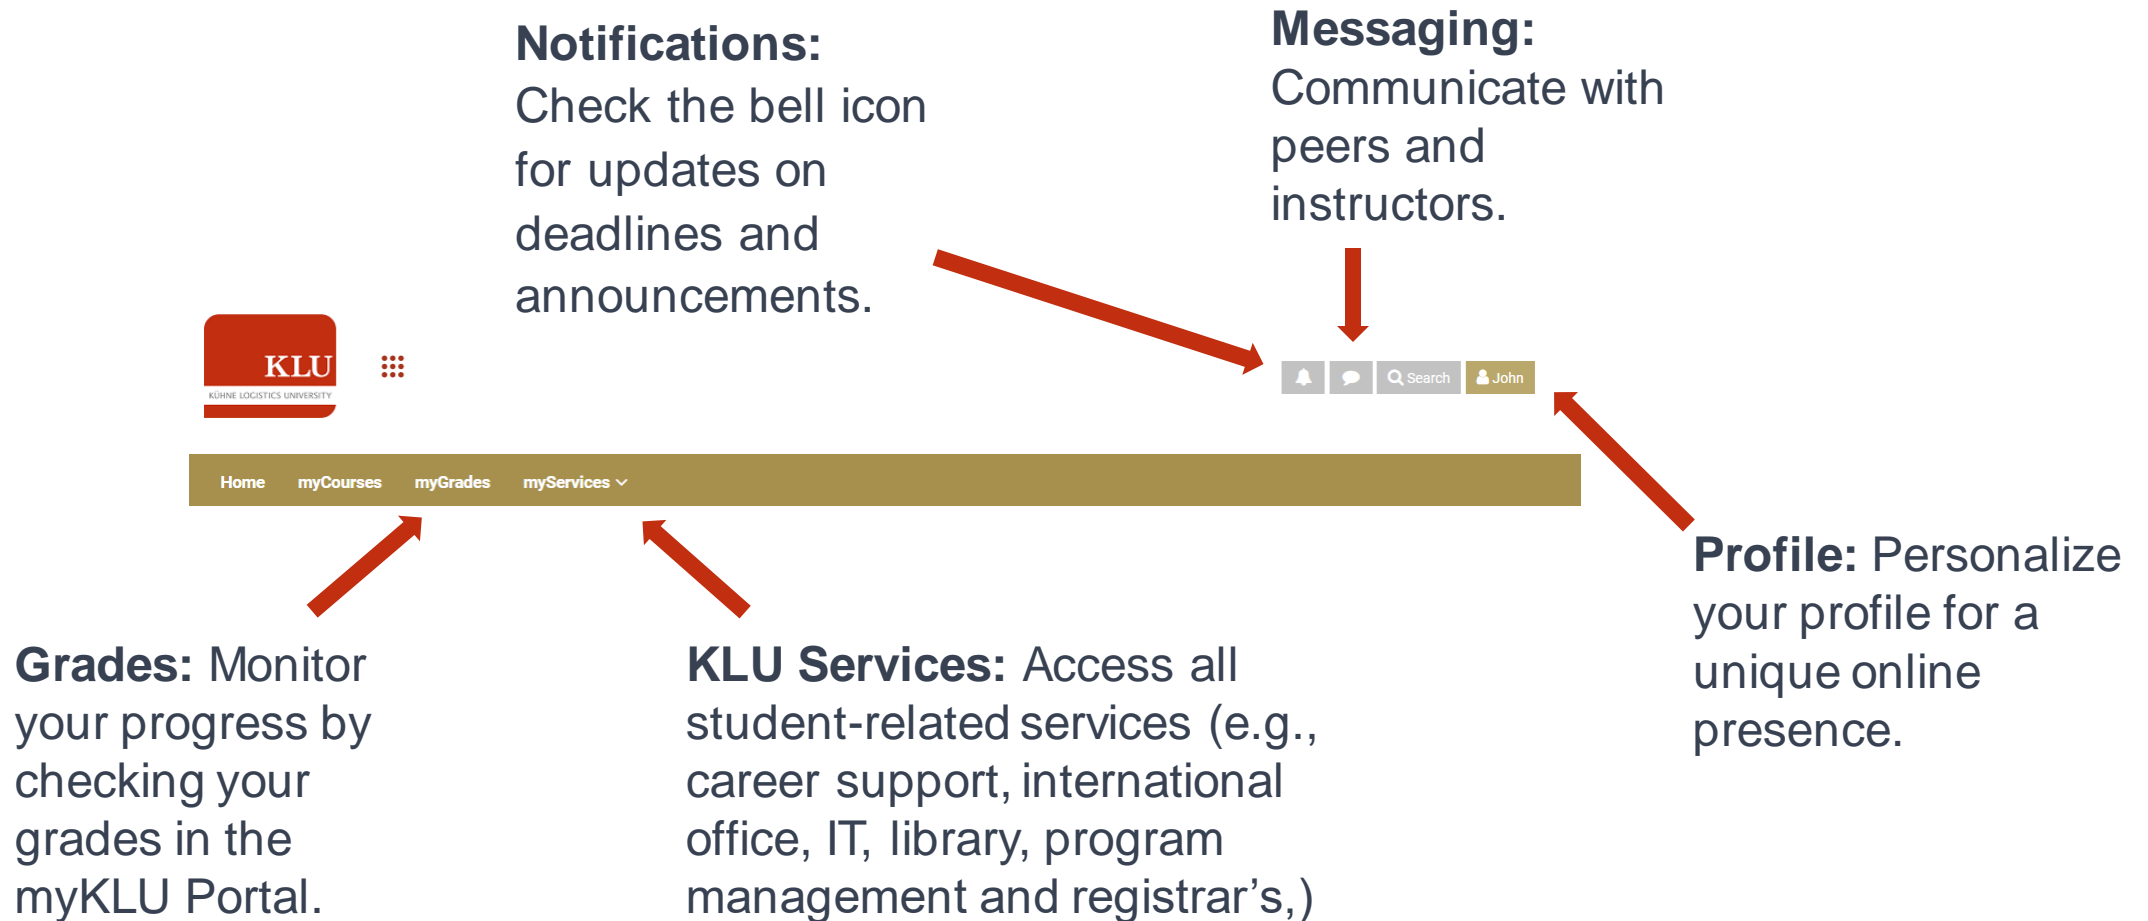 Notifications:
Check the bell icon
for updates on
deadlines and
announcements.
Messaging:
Communicate with
peers and
instructors.
KLU
KÜHNE LOGISTICS UNIVERSITY
Search
John
Home myCourses myGrades myServices
Grades: Monitor
your progress by
checking your
grades in the
myKLU Portal.
KLU Services: Access all
student-related services (e.g.,
career support, international
office, IT, library, program
management and registrar's,)
Profile: Personalize
your profile for a
unique online
presence.